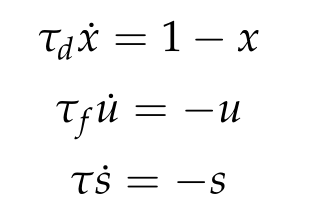 τ_d ẋ = 1 − x
τ_f u̇ = −u
τ ṡ = −s